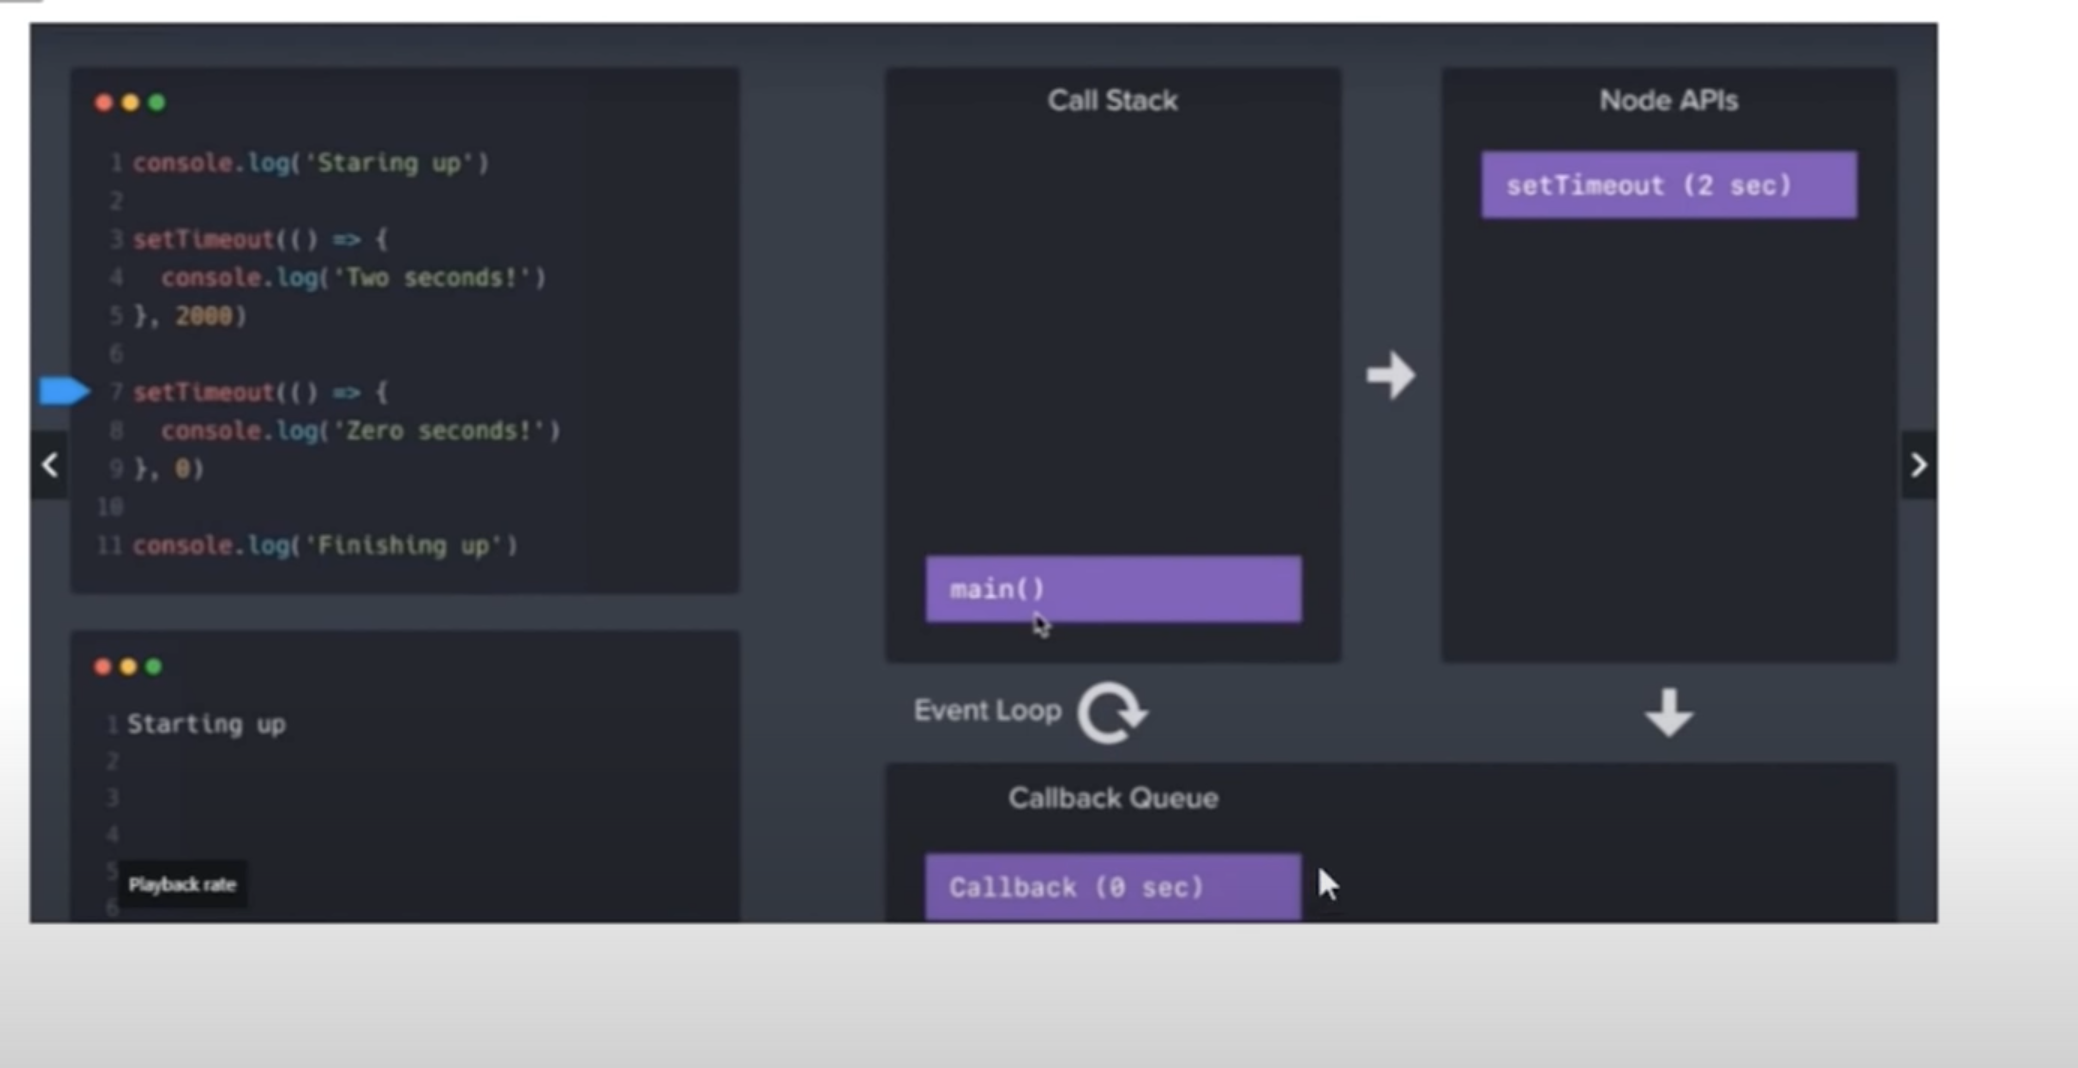 1 console.log('Staring up')
2
3 setTimeout(() => {
4 console.log('Two seconds!')
5 }, 2000)
6
7 setTimeout(() => {
8 console.log('Zero seconds!')
9 }, 0)
10
11 console.log('Finishing up')
1 Starting up
2
3
4
5
6
Playback rate
Call Stack
main()
Node APIs
setTimeout (2 sec)
Event Loop
Callback Queue
Callback (0 sec)